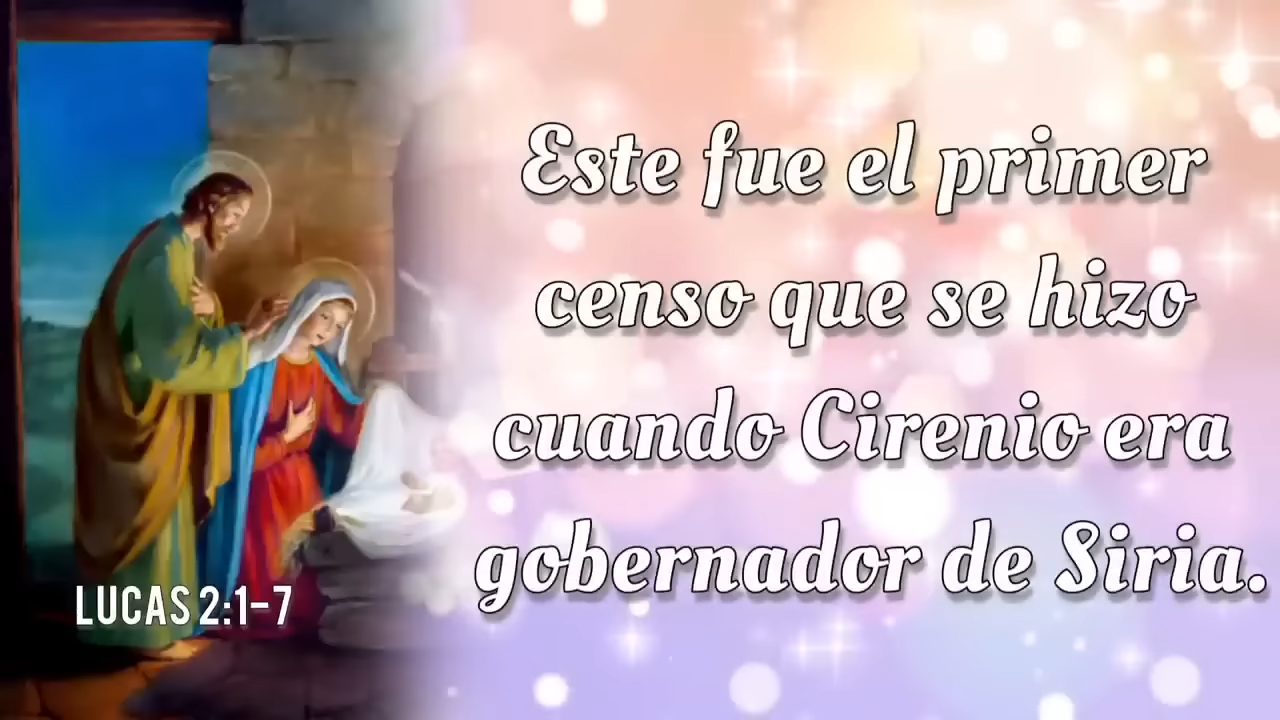 Este fue el primer
censo que se hizo
cuando Cirenio era
gobernador de Siria.
LUCAS 2:1-7